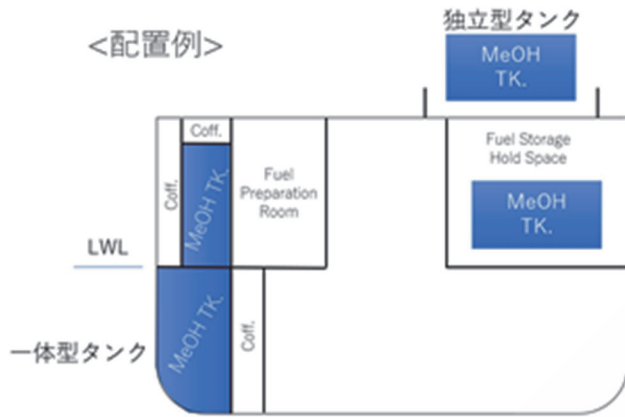 <配置例>
独立型タンク
MeOH
TK.
Coff.
Coff.
MeOH TK.
Fuel
Preparation
Room
Fuel Storage
Hold Space
MeOH
TK.
LWL
MeOH TK.
Coff.
一体型タンク